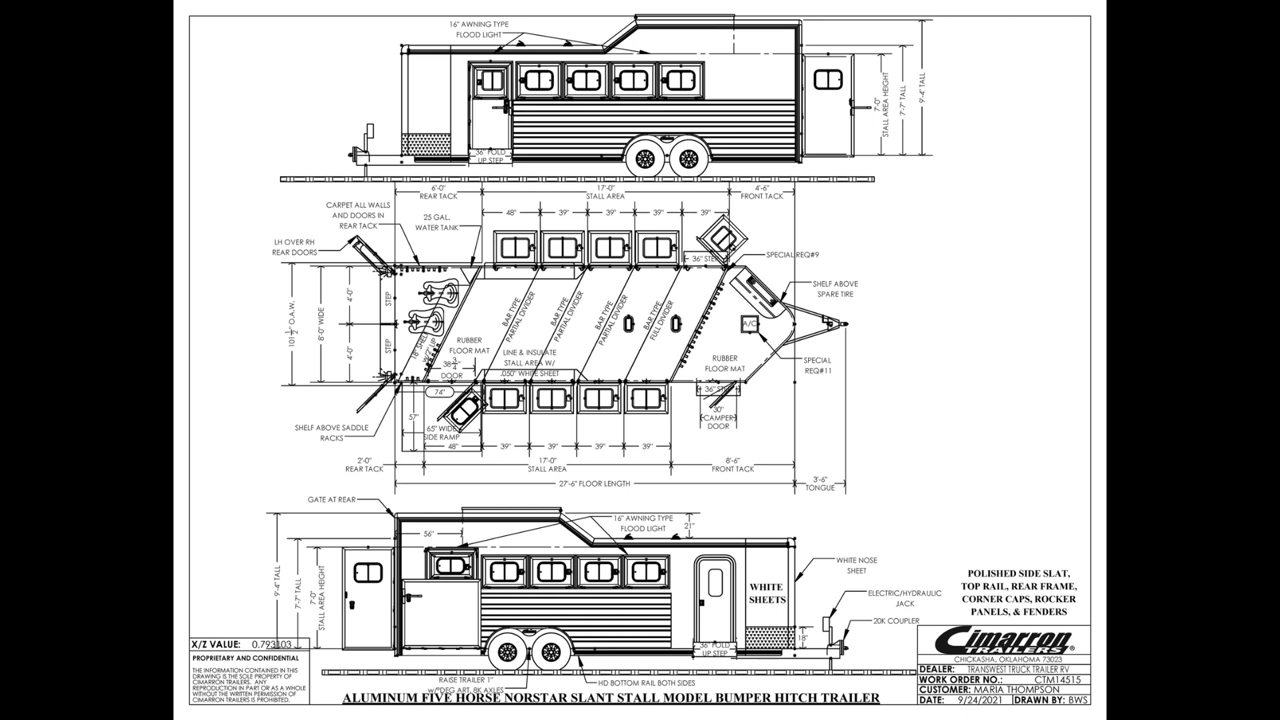 16" AWNING TYPE
FLOOD LIGHT
7'-0"
STALL AREA HEIGHT
7'-7" TALL
9'-4" TALL
36" FOLD
UP STEP
6'-0"
REAR TACK
17'-0"
STALL AREA
4'-6"
FRONT TACK
CARPET ALL WALLS
AND DOORS IN
REAR TACK
25 GAL.
WATER TANK
48"
39"
39"
39"
39"
LH OVER RH
REAR DOORS
36" STEP
SPECIAL REQ#9
SHELF ABOVE
SPARE TIRE
101 1/2" O.A.W.
8'-0" WIDE
4'-0"
4'-0"
STEP
STEP
BAR TYPE
PARTIAL DIVIDER
BAR TYPE
PARTIAL DIVIDER
BAR TYPE
PARTIAL DIVIDER
BAR TYPE
FULL DIVIDER
A/C
RUBBER
FLOOR MAT
LINE & INSULATE
STALL AREA W/
.050" WHITE SHEET
RUBBER
FLOOR MAT
SPECIAL
REQ#11
38 3/4"
DOOR
74"
36" STEP
30"
CAMPER
DOOR
57"
65" WIDE
SIDE RAMP
SHELF ABOVE SADDLE
RACKS
48"
39"
39"
39"
39"
2'-0"
REAR TACK
17'-0"
STALL AREA
8'-6"
FRONT TACK
27'-6" FLOOR LENGTH
3'-6"
TONGUE
GATE AT REAR
56"
16" AWNING TYPE
FLOOD LIGHT
21"
9'-4" TALL
7'-7" TALL
7'-0"
STALL AREA HEIGHT
WHITE
SHEETS
WHITE NOSE
SHEET
ELECTRIC/HYDRAULIC
JACK
20K COUPLER
18"
36" FOLD
UP STEP
RAISE TRAILER 1"
HD BOTTOM RAIL BOTH SIDES
ALUMINUM FIVE HORSE NORSTAR SLANT STALL MODEL BUMPER HITCH TRAILER
POLISHED SIDE SLAT,
TOP RAIL, REAR FRAME,
CORNER CAPS, ROCKER
PANELS, & FENDERS
X/Z VALUE: 0.793103
PROPRIETARY AND CONFIDENTIAL
THE INFORMATION CONTAINED IN THIS
DRAWING IS THE SOLE PROPERTY OF
CIMARRON TRAILERS. ANY
REPRODUCTION IN PART OR AS A WHOLE
WITHOUT THE WRITTEN PERMISSION OF
CIMARRON TRAILERS IS PROHIBITED.
Cimarron
TRAILERS®
CHICKASHA, OKLAHOMA 73023
DEALER: TRANSWEST TRUCK TRAILER RV
WORK ORDER NO.: CTM14515
CUSTOMER: MARIA THOMPSON
DATE: 9/24/2021 DRAWN BY: BWS